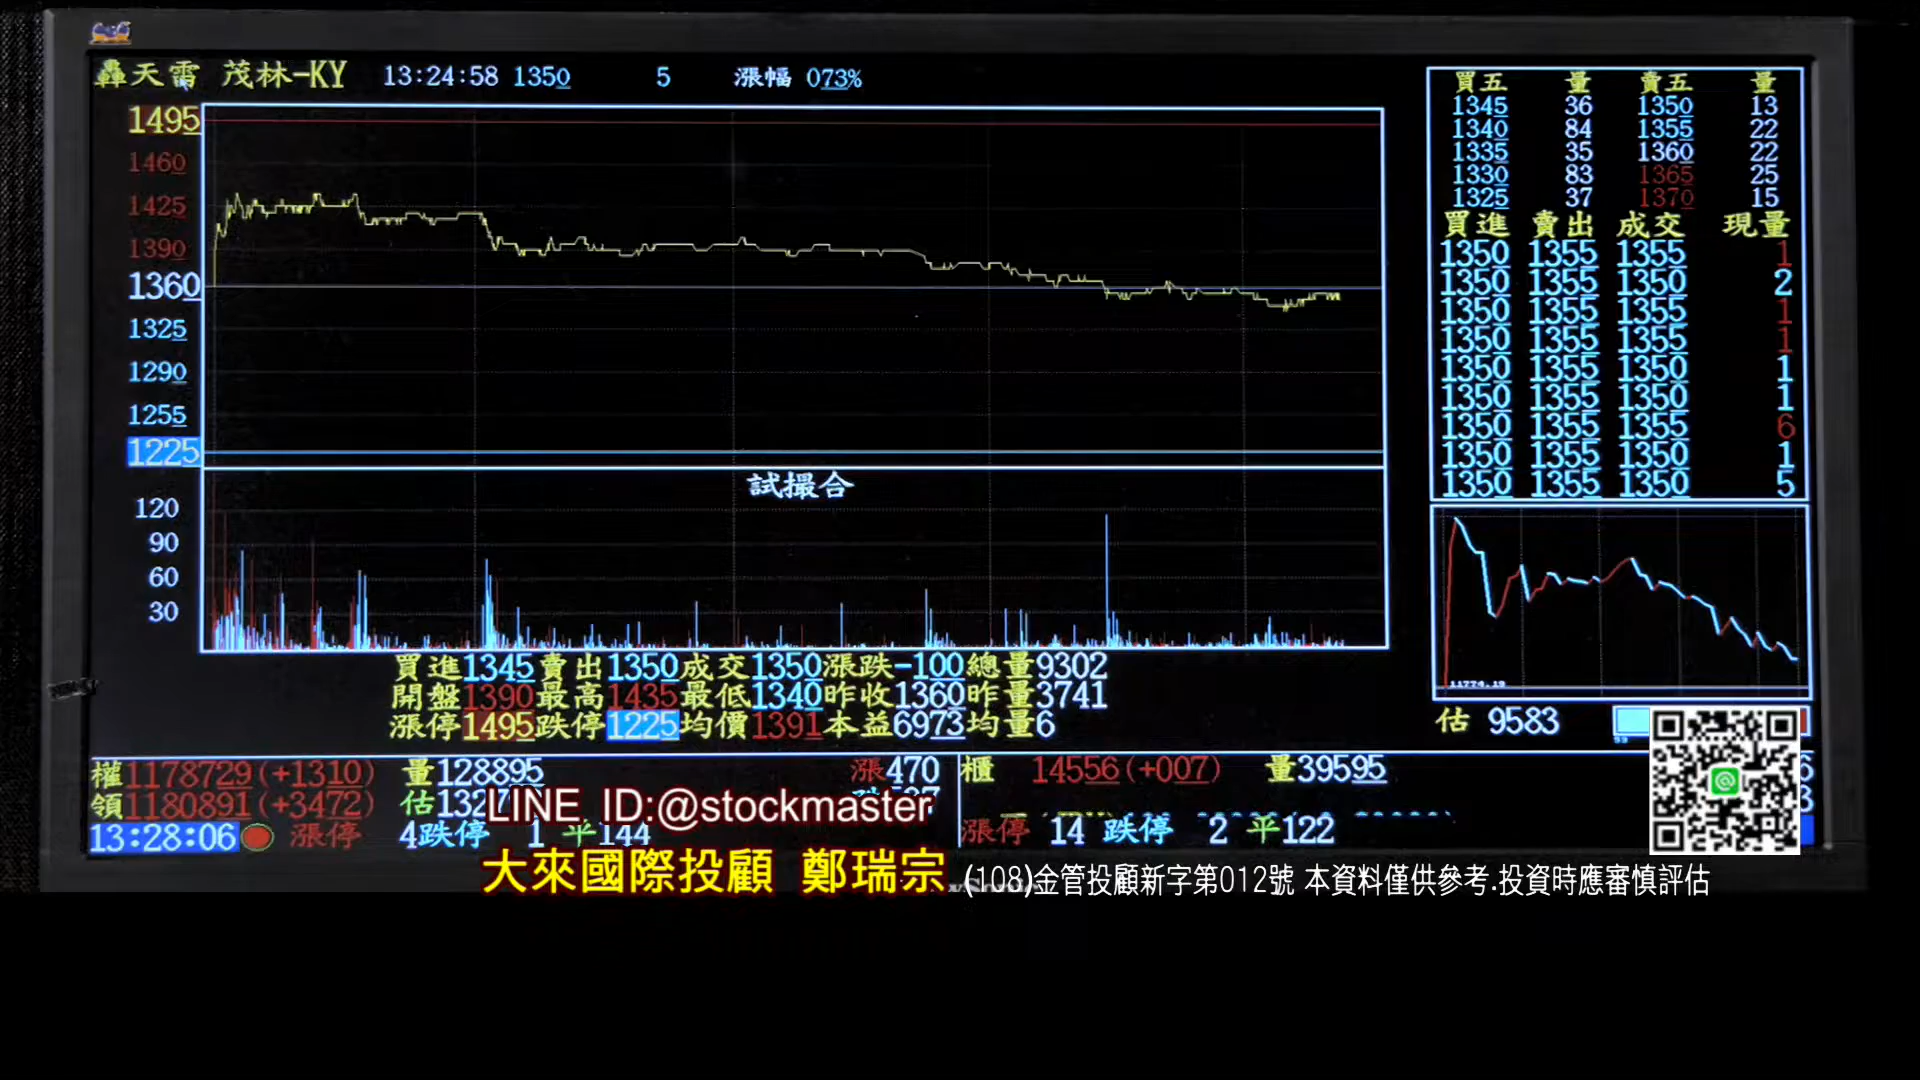 轟天雷 茂林-KY 13:24:58 1350 5 漲幅 073%
1495
1460
1425
1390
1360
1325
1290
1255
1225
試撮合
120
90
60
30
買進1345賣出1350成交1350漲跌-100總量9302
開盤1390最高1435最低1340昨收1360昨量3741
漲停1495跌停1225均價1391本益6973均量6
買五 量 賣五 量
1345 36 1350 13
1340 84 1355 22
1335 35 1360 22
1330 83 1365 25
1325 37 1370 15
買進 賣出 成交 現量
1350 1355 1355 1
1350 1355 1350 2
1350 1355 1355 1
1350 1355 1355 1
1350 1355 1350 1
1350 1355 1350 1
1350 1355 1355 6
1350 1355 1350 1
1350 1355 1350 5
11774.19
估 9583
權1178729(+1310) 量128895 漲470 櫃 14556(+007) 量39595
領1180891(+3472) 估132
13:28:06 漲停 4跌停 1 平144 漲停 14 跌停 2 平122
LINE ID:@stockmaster
大來國際投顧 鄭瑞宗 (108)金管投顧新字第012號 本資料僅供參考.投資時應審慎評估